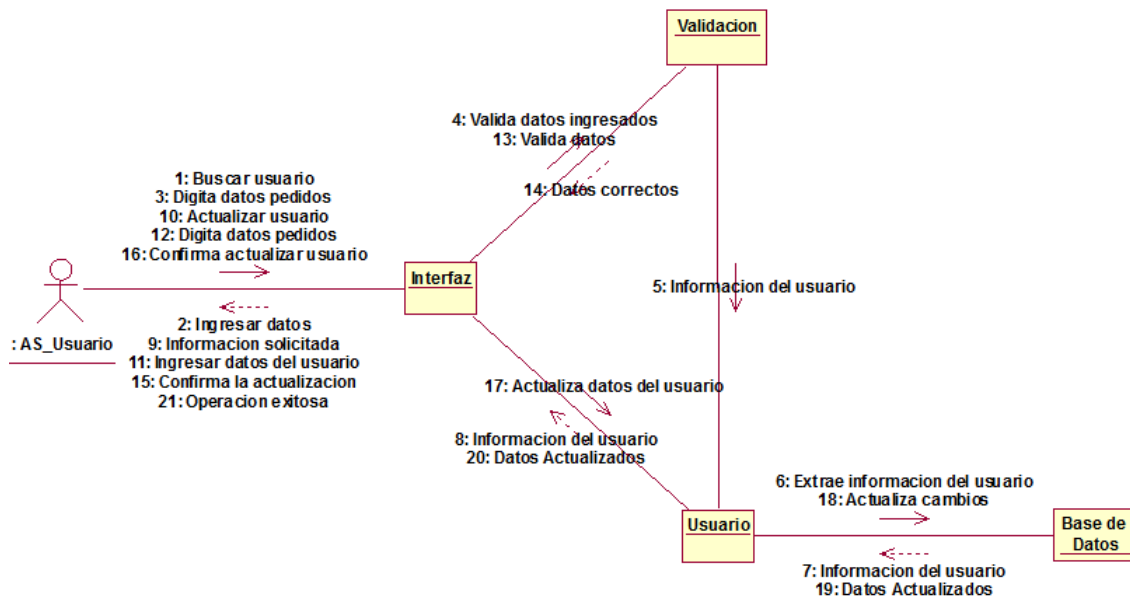 Validacion
4: Valida datos ingresados
13: Valida datos
14: Datos correctos
1: Buscar usuario
3: Digita datos pedidos
10: Actualizar usuario
12: Digita datos pedidos
16: Confirma actualizar usuario
Interfaz
5: Informacion del usuario
: AS_Usuario
2: Ingresar datos
9: Informacion solicitada
11: Ingresar datos del usuario
15: Confirma la actualizacion
21: Operacion exitosa
17: Actualiza datos del usuario
8: Informacion del usuario
20: Datos Actualizados
6: Extrae informacion del usuario
18: Actualiza cambios
Usuario
Base de
Datos
7: Informacion del usuario
19: Datos Actualizados